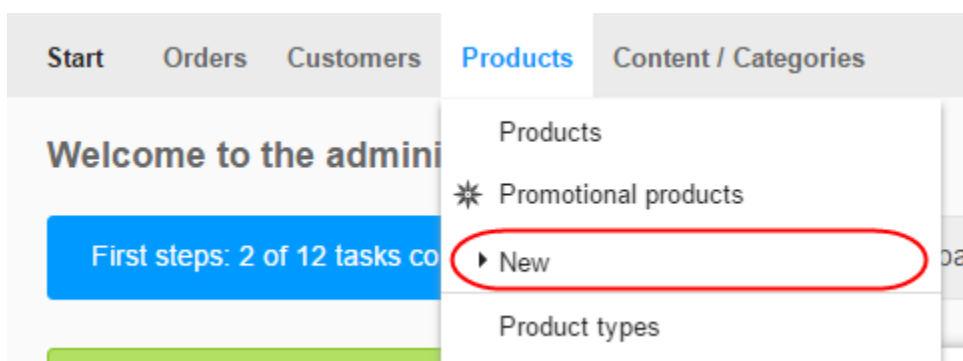 Start Orders Customers Products Content / Categories
Products
Welcome to the admini
Promotional products
First steps: 2 of 12 tasks co
New
Product types